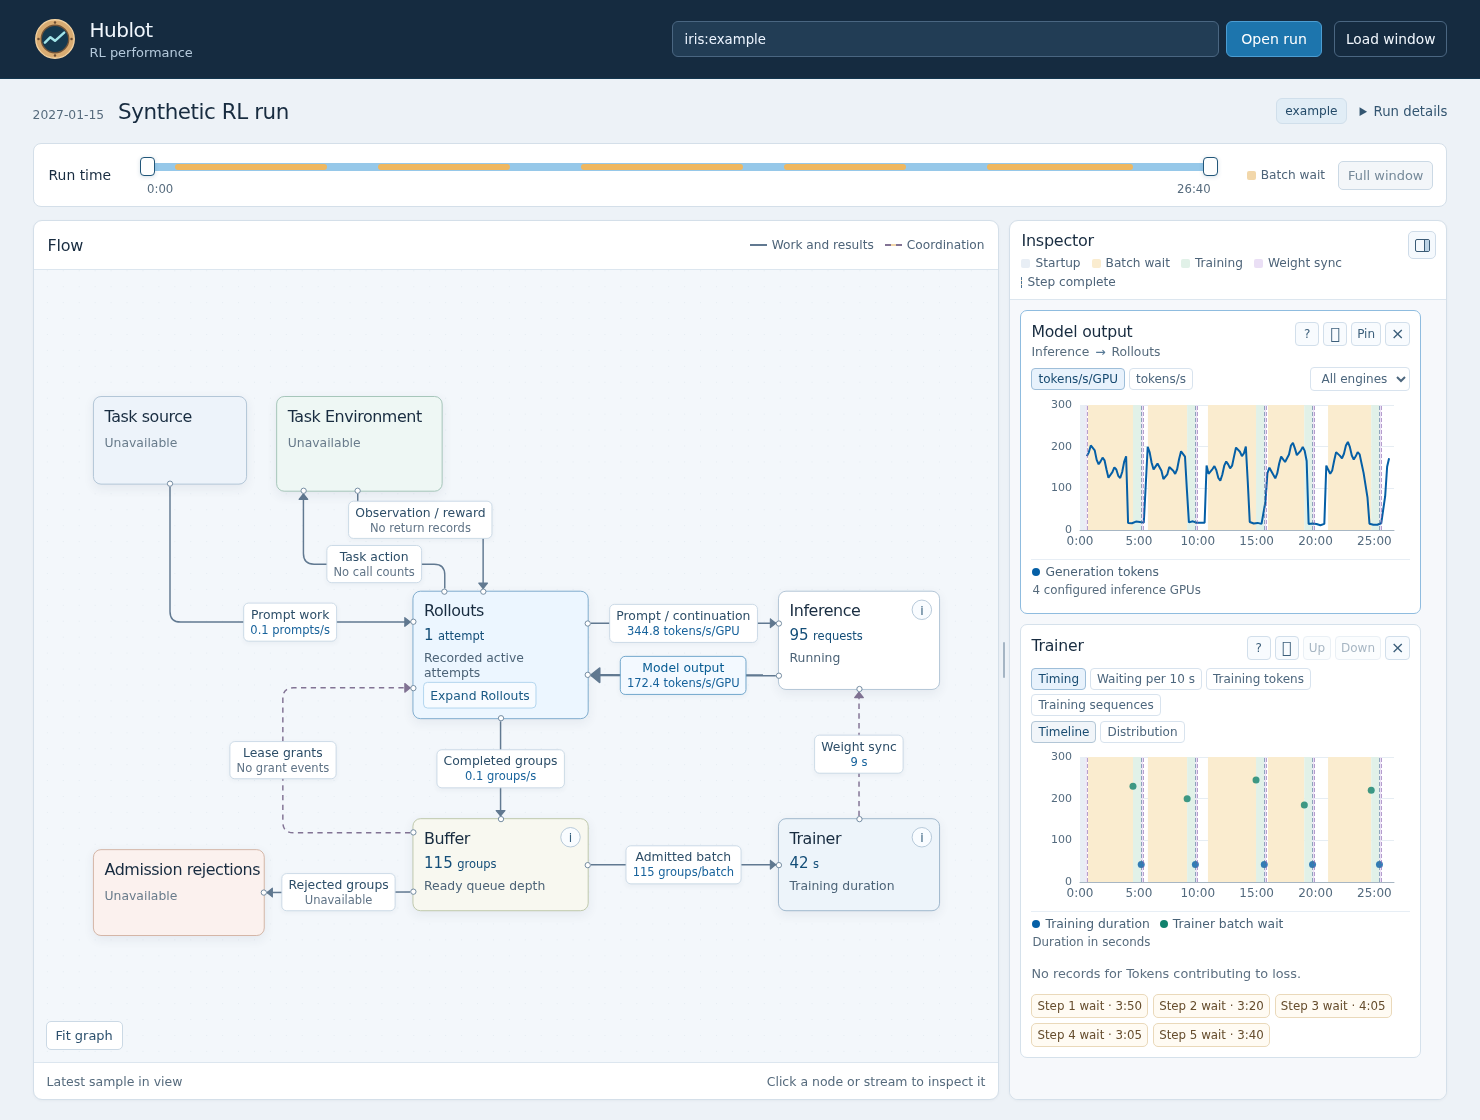 Hublot
RL performance
iris:example
Open run
Load window
2027-01-15
Synthetic RL run
example
Run details
Run time
0:00
26:40
Batch wait
Full window
Flow
Work and results
Coordination
Task source
Unavailable
Task Environment
Unavailable
Observation / reward
No return records
Task action
No call counts
Prompt work
0.1 prompts/s
Rollouts
1 attempt
Recorded active
attempts
Expand Rollouts
Prompt / continuation
344.8 tokens/s/GPU
Model output
172.4 tokens/s/GPU
Inference
i
95 requests
Running
Lease grants
No grant events
Completed groups
0.1 groups/s
Weight sync
9 s
Buffer
i
115 groups
Ready queue depth
Admitted batch
115 groups/batch
Trainer
i
42 s
Training duration
Admission rejections
Unavailable
Rejected groups
Unavailable
Fit graph
Latest sample in view
Click a node or stream to inspect it
Inspector
Startup
Batch wait
Training
Weight sync
Step complete
Model output
?
Pin
×
Inference → Rollouts
tokens/s/GPU
tokens/s
All engines
300
200
100
0
0:00
5:00
10:00
15:00
20:00
25:00
Generation tokens
4 configured inference GPUs
Trainer
?
Up
Down
×
Timing
Waiting per 10 s
Training tokens
Training sequences
Timeline
Distribution
300
200
100
0
0:00
5:00
10:00
15:00
20:00
25:00
Training duration
Trainer batch wait
Duration in seconds
No records for Tokens contributing to loss.
Step 1 wait · 3:50
Step 2 wait · 3:20
Step 3 wait · 4:05
Step 4 wait · 3:05
Step 5 wait · 3:40